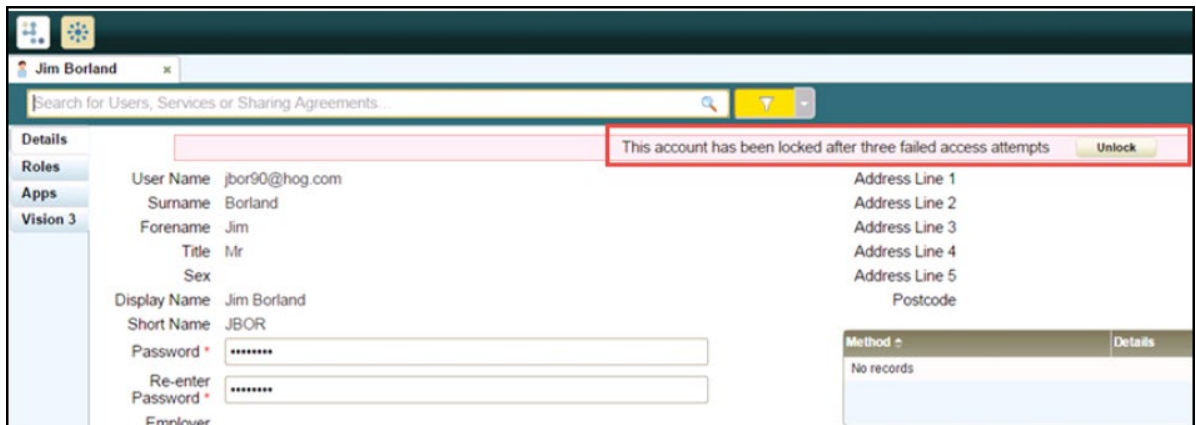 Jim Borland ×
Search for Users, Services or Sharing Agreements...
Details
Roles
Apps
Vision 3
This account has been locked after three failed access attempts Unlock
User Name jbor90@hog.com
Surname Borland
Forename Jim
Title Mr
Sex
Display Name Jim Borland
Short Name JBOR
Password * ••••••••
Re-enter
Password * ••••••••
Employer
Address Line 1
Address Line 2
Address Line 3
Address Line 4
Address Line 5
Postcode
Method Details
No records